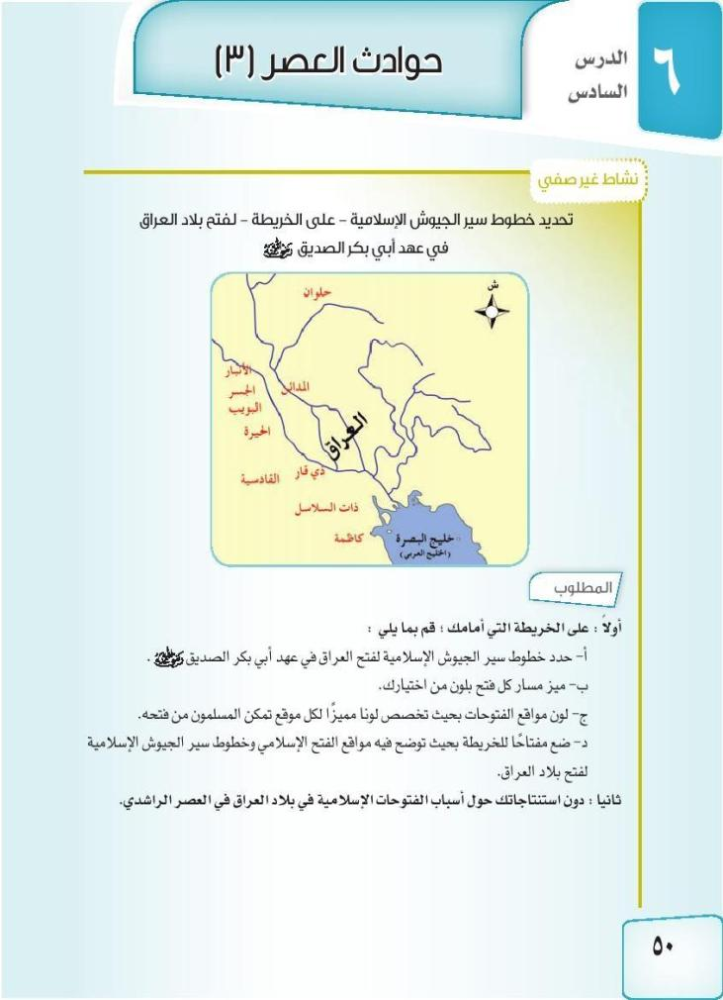 ٦
الدرس
السادس
حوادث العصر (٣)
نشاط غير صفي
تحديد خطوط سير الجيوش الإسلامية – على الخريطة – لفتح بلاد العراق
في عهد أبي بكر الصديق
ش
حلوان
الأنبار
المدائن
الجسر
البويب
الحيرة
العراق
ذي قار
القادسية
ذات السلاسل
كاظمة
خليج البصرة
(الخليج العربي)
المطلوب
أولاً : على الخريطة التي أمامك ؛ قم بما يلي :
أ- حدد خطوط سير الجيوش الإسلامية لفتح العراق في عهد أبي بكر الصديق .
ب- ميز مسار كل فتح بلون من اختيارك.
ج- لون مواقع الفتوحات بحيث تخصص لونا مميزًا لكل موقع تمكن المسلمون من فتحه.
د- ضع مفتاحًا للخريطة بحيث توضح فيه مواقع الفتح الإسلامي وخطوط سير الجيوش الإسلامية
لفتح بلاد العراق.
ثانيا : دون استنتاجاتك حول أسباب الفتوحات الإسلامية في بلاد العراق في العصر الراشدي.
٥٠